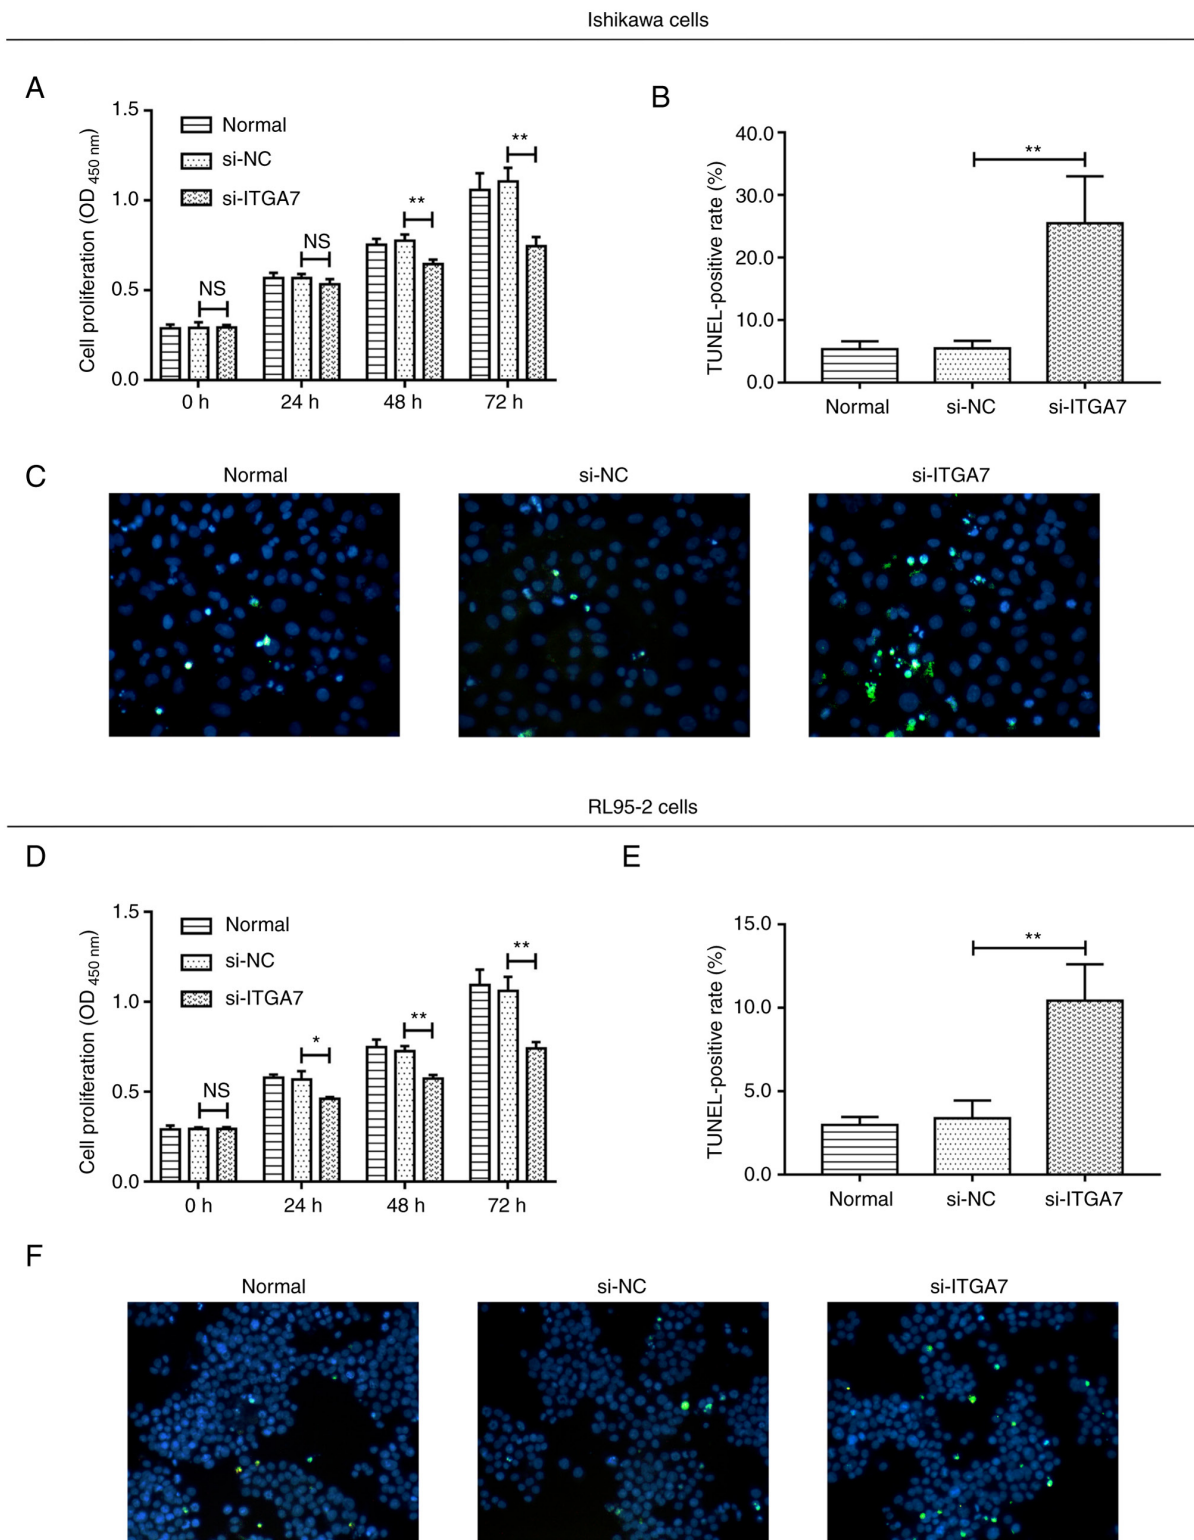 Ishikawa cells
A
1.5
1.0
0.5
0.0
Cell proliferation (OD 450 nm)
Normal
si-NC
si-ITGA7
NS
NS
**
**
0 h
24 h
48 h
72 h
B
40.0
30.0
20.0
10.0
0.0
TUNEL-positive rate (%)
**
Normal
si-NC
si-ITGA7
C
Normal
si-NC
si-ITGA7
RL95-2 cells
D
1.5
1.0
0.5
0.0
Cell proliferation (OD 450 nm)
Normal
si-NC
si-ITGA7
NS
*
**
**
0 h
24 h
48 h
72 h
E
15.0
10.0
5.0
0.0
TUNEL-positive rate (%)
**
Normal
si-NC
si-ITGA7
F
Normal
si-NC
si-ITGA7